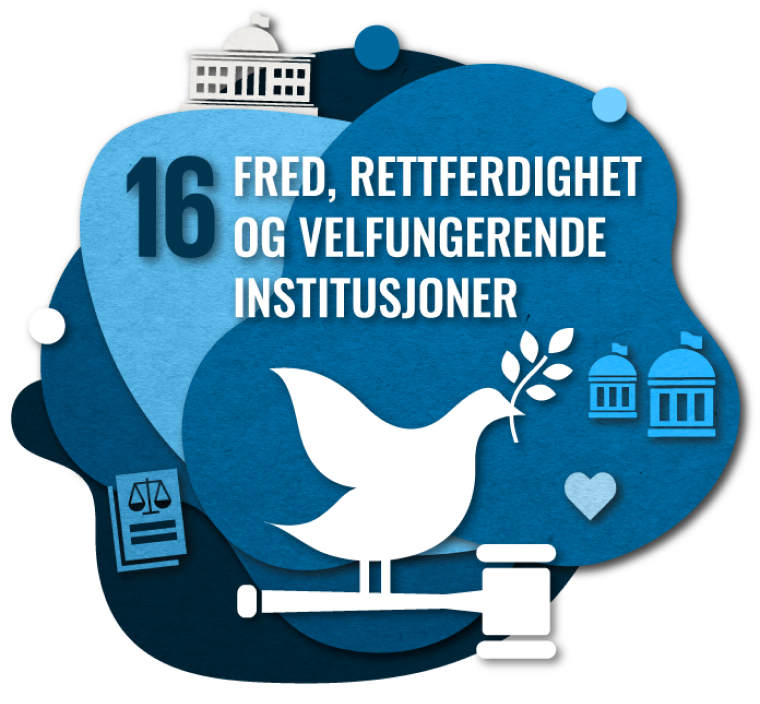 16 FRED, RETTFERDIGHET
OG VELFUNGERENDE
INSTITUSJONER